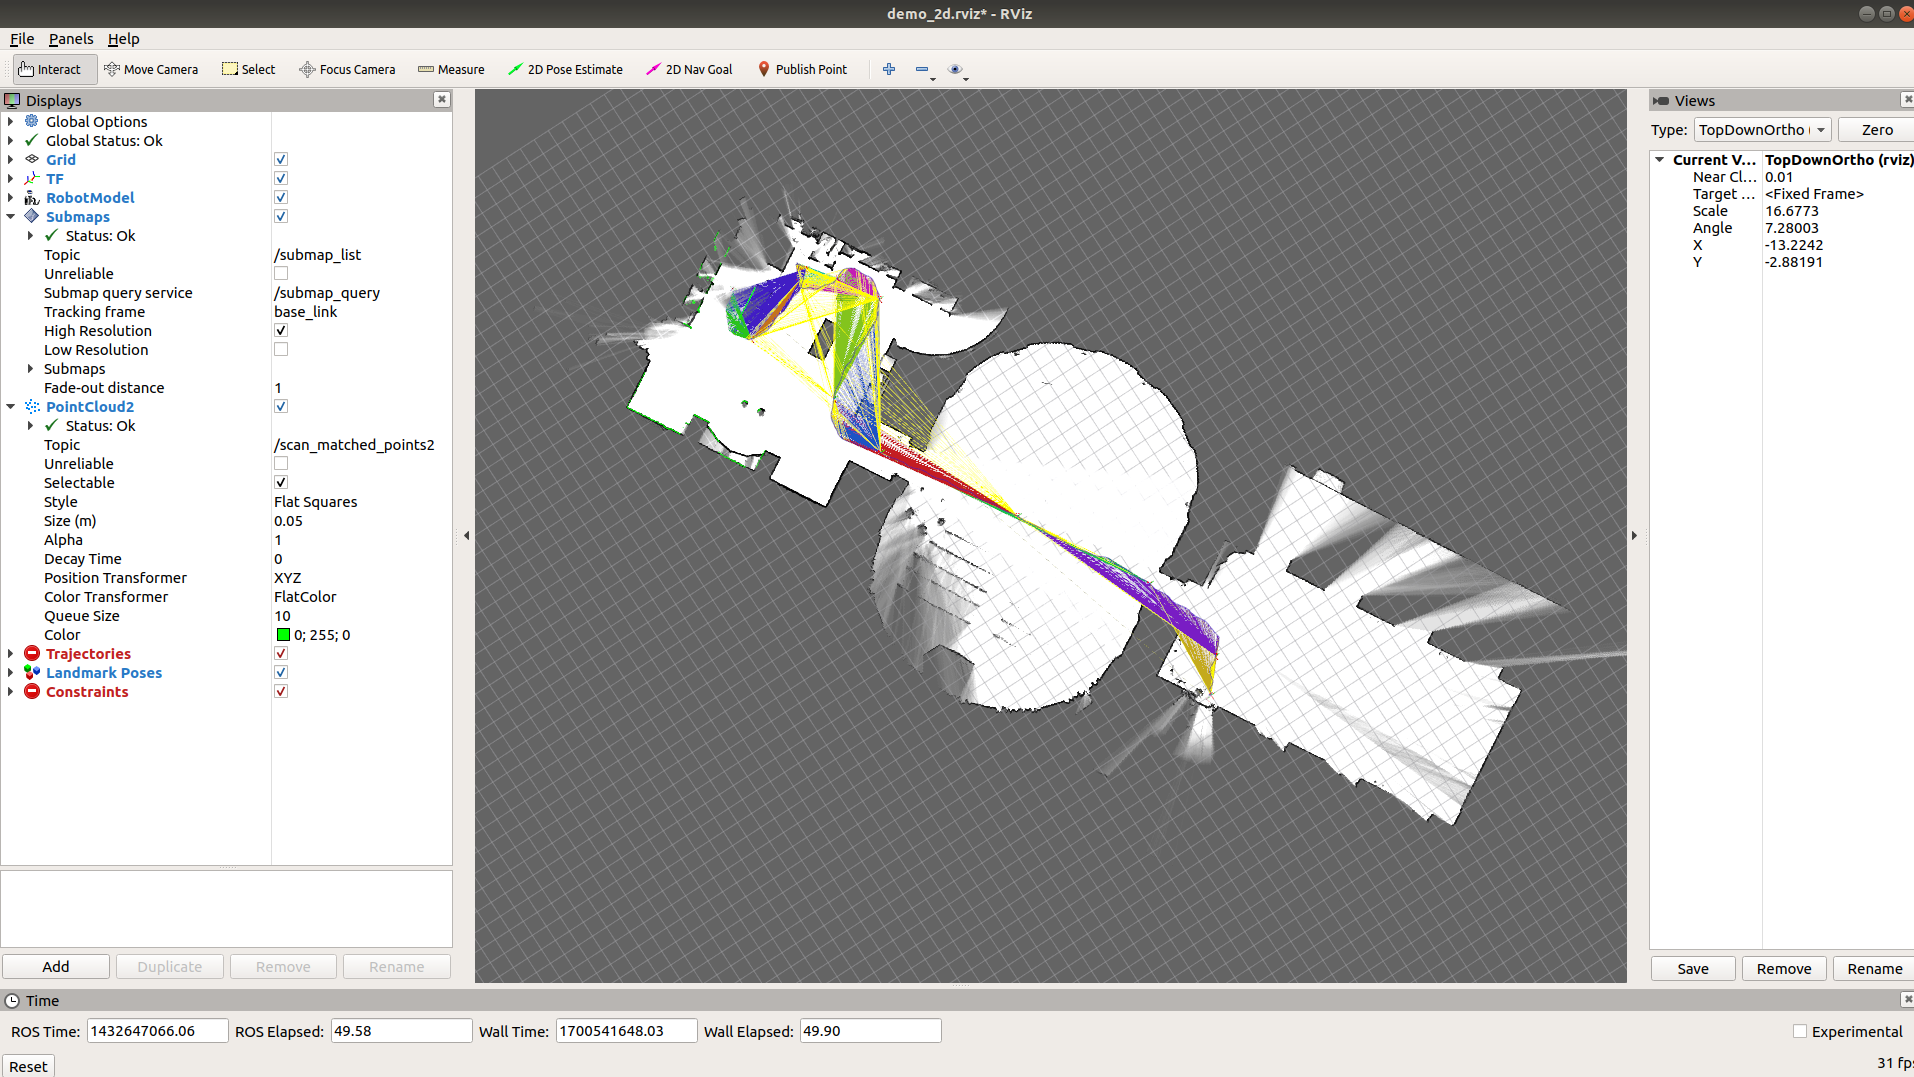 demo_2d.rviz* - RViz
File Panels Help
Interact Move Camera Select Focus Camera Measure 2D Pose Estimate 2D Nav Goal Publish Point
Displays
Global Options
Global Status: Ok
Grid
TF
RobotModel
Submaps
Status: Ok
Topic /submap_list
Unreliable
Submap query service /submap_query
Tracking frame base_link
High Resolution
Low Resolution
Submaps
Fade-out distance 1
PointCloud2
Status: Ok
Topic /scan_matched_points2
Unreliable
Selectable
Style Flat Squares
Size (m) 0.05
Alpha 1
Decay Time 0
Position Transformer XYZ
Color Transformer FlatColor
Queue Size 10
Color 0; 255; 0
Trajectories
Landmark Poses
Constraints
Add Duplicate Remove Rename
Views
Type: TopDownOrtho ( Zero
Current V... TopDownOrtho (rviz)
Near Cl... 0.01
Target ... <Fixed Frame>
Scale 16.6773
Angle 7.28003
X -13.2242
Y -2.88191
Save Remove Rename
Time
ROS Time: 1432647066.06 ROS Elapsed: 49.58 Wall Time: 1700541648.03 Wall Elapsed: 49.90 Experimental
Reset 31 fps